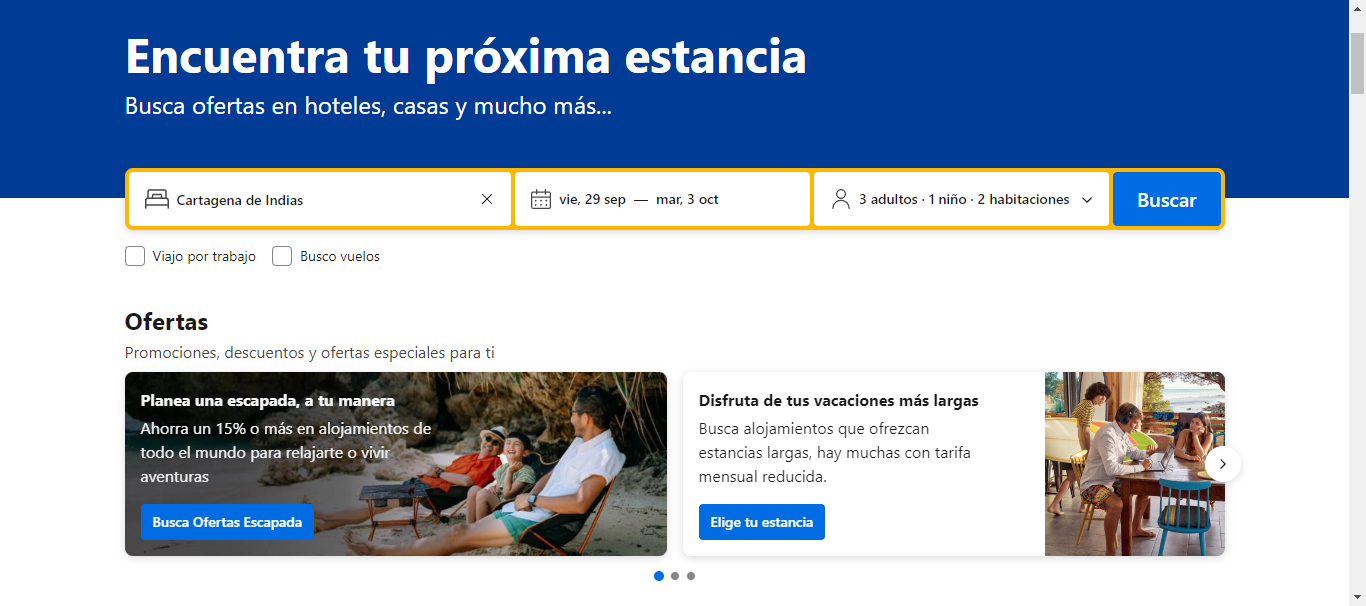 Encuentra tu próxima estancia
Busca ofertas en hoteles, casas y mucho más...
Cartagena de Indias
vie, 29 sep — mar, 3 oct
3 adultos · 1 niño · 2 habitaciones
Buscar
Viajo por trabajo
Busco vuelos
Ofertas
Promociones, descuentos y ofertas especiales para ti
Planea una escapada, a tu manera
Ahorra un 15% o más en alojamientos de
todo el mundo para relajarte o vivir
aventuras
Busca Ofertas Escapada
Disfruta de tus vacaciones más largas
Busca alojamientos que ofrezcan
estancias largas, hay muchas con tarifa
mensual reducida.
Elige tu estancia